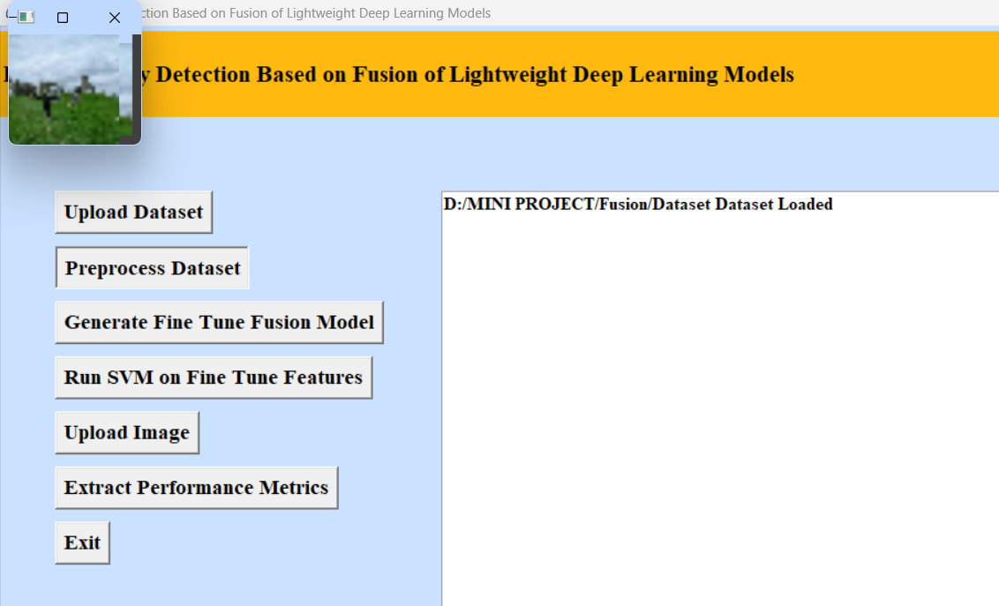 ction Based on Fusion of Lightweight Deep Learning Models
y Detection Based on Fusion of Lightweight Deep Learning Models
Upload Dataset
D:/MINI PROJECT/Fusion/Dataset Dataset Loaded
Preprocess Dataset
Generate Fine Tune Fusion Model
Run SVM on Fine Tune Features
Upload Image
Extract Performance Metrics
Exit